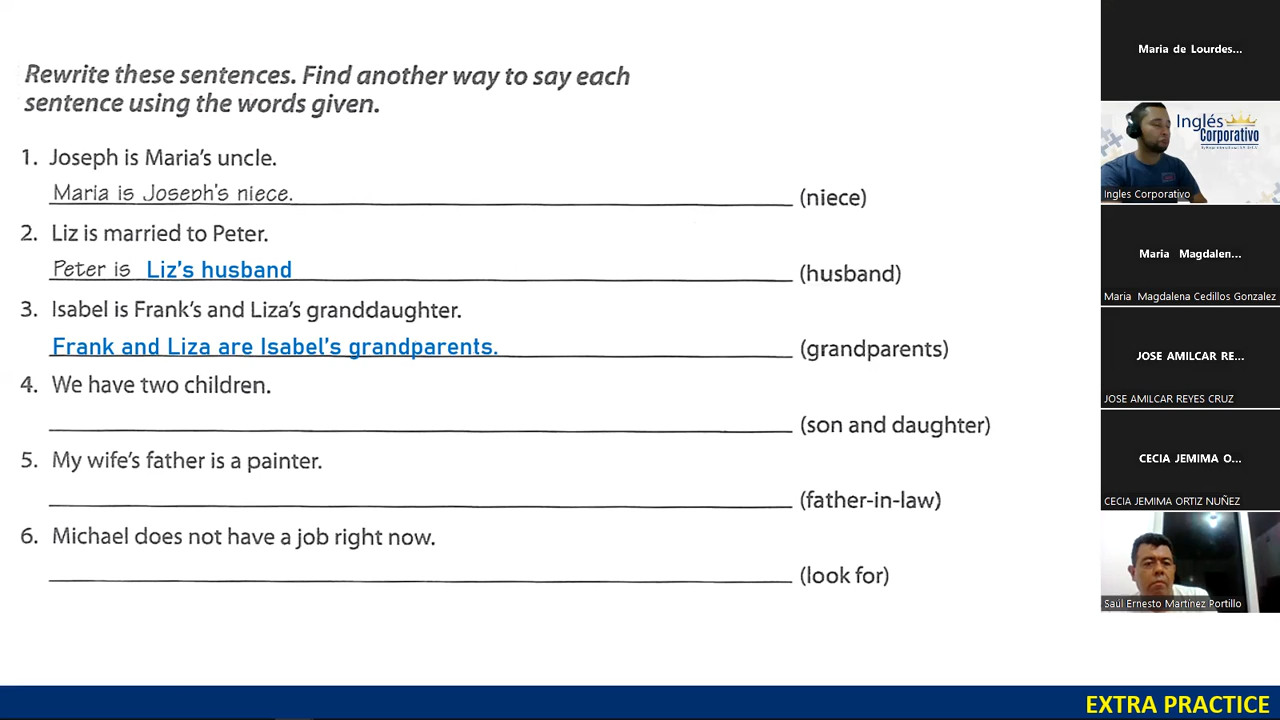 Rewrite these sentences. Find another way to say each
sentence using the words given.
1. Joseph is Maria's uncle.
Maria is Joseph's niece. (niece)
2. Liz is married to Peter.
Peter is Liz's husband (husband)
3. Isabel is Frank's and Liza's granddaughter.
Frank and Liza are Isabel's grandparents. (grandparents)
4. We have two children.
(son and daughter)
5. My wife's father is a painter.
(father-in-law)
6. Michael does not have a job right now.
(look for)
EXTRA PRACTICE
Maria de Lourdes...
Inglés
Corporativo
Ingles Corporativo
Maria Magdalen...
Maria Magdalena Cedillos Gonzalez
JOSE AMILCAR RE...
JOSE AMILCAR REYES CRUZ
CECIA JEMIMA O...
CECIA JEMIMA ORTIZ NUÑEZ
Saúl Ernesto Martínez Portillo